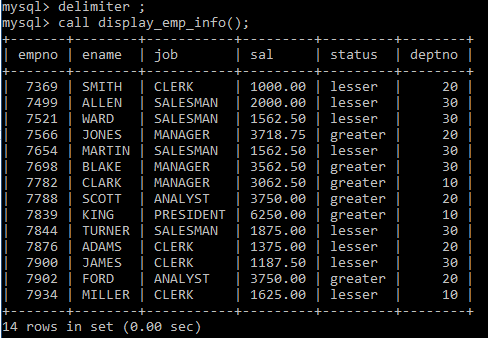 mysql> delimiter ;
mysql> call display_emp_info();
+-------+--------+-----------+---------+---------+--------+
| empno | ename  | job       | sal     | status  | deptno |
+-------+--------+-----------+---------+---------+--------+
|  7369 | SMITH  | CLERK     | 1000.00 | lesser  |     20 |
|  7499 | ALLEN  | SALESMAN  | 2000.00 | lesser  |     30 |
|  7521 | WARD   | SALESMAN  | 1562.50 | lesser  |     30 |
|  7566 | JONES  | MANAGER   | 3718.75 | greater |     20 |
|  7654 | MARTIN | SALESMAN  | 1562.50 | lesser  |     30 |
|  7698 | BLAKE  | MANAGER   | 3562.50 | greater |     30 |
|  7782 | CLARK  | MANAGER   | 3062.50 | greater |     10 |
|  7788 | SCOTT  | ANALYST   | 3750.00 | greater |     20 |
|  7839 | KING   | PRESIDENT | 6250.00 | greater |     10 |
|  7844 | TURNER | SALESMAN  | 1875.00 | lesser  |     30 |
|  7876 | ADAMS  | CLERK     | 1375.00 | lesser  |     20 |
|  7900 | JAMES  | CLERK     | 1187.50 | lesser  |     30 |
|  7902 | FORD   | ANALYST   | 3750.00 | greater |     20 |
|  7934 | MILLER | CLERK     | 1625.00 | lesser  |     10 |
+-------+--------+-----------+---------+---------+--------+
14 rows in set (0.00 sec)